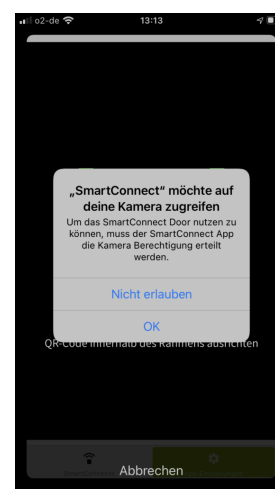 o2-de
13:13
„SmartConnect“ möchte auf
deine Kamera zugreifen
Um das SmartConnect Door nutzen zu
können, muss der SmartConnect App
die Kamera Berechtigung erteilt
werden.
Nicht erlauben
OK
QR-Code innerhalb des Rahmens ausrichten
Abbrechen